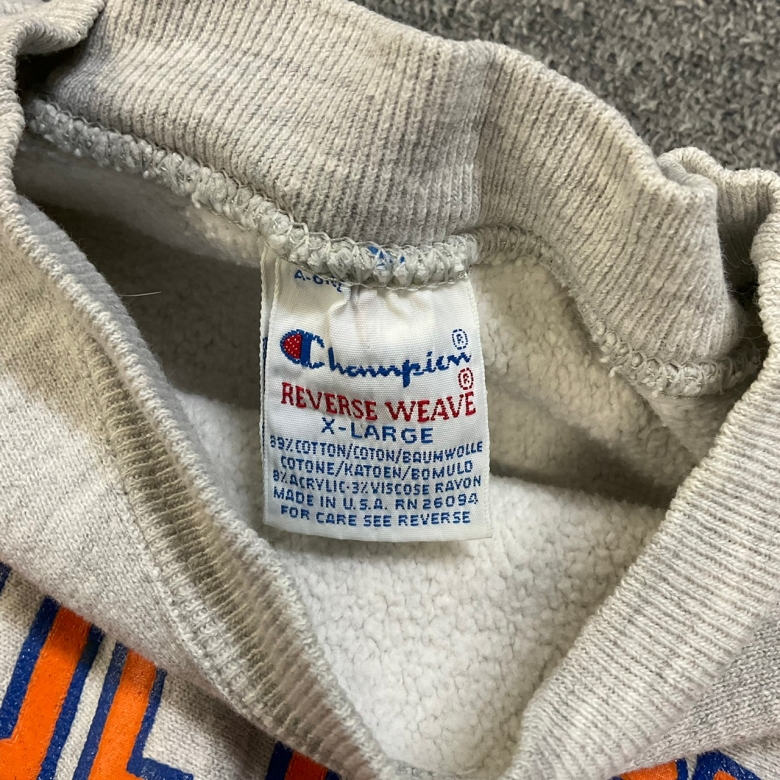 Champion®
REVERSE WEAVE®
X-LARGE
89% COTTON/COTON/BAUMWOLLE
COTONE/KATOEN/BOMULD
8% ACRYLIC·3% VISCOSE RAYON
MADE IN U.S.A. RN 26094
FOR CARE SEE REVERSE